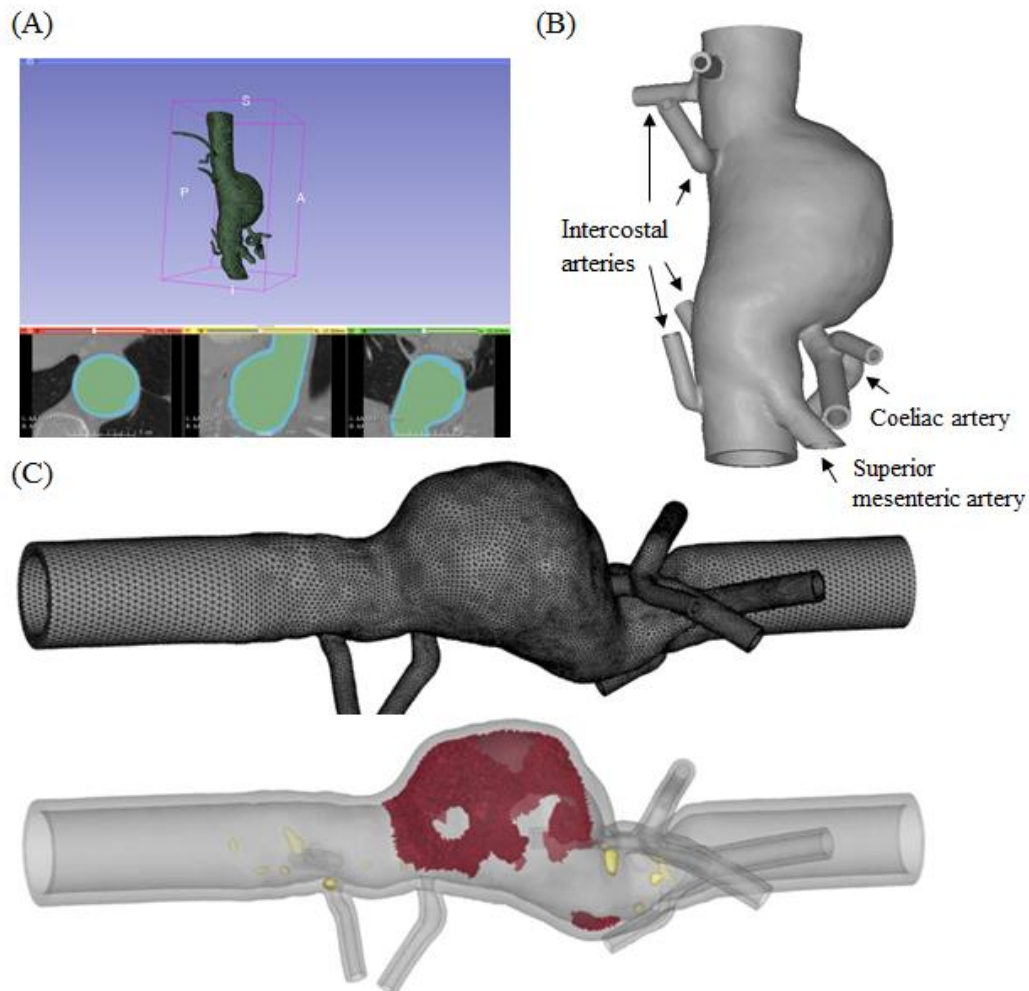 (A)
S
P
A
I
(B)
Intercostal
arteries
Coeliac artery
Superior
mesenteric artery
(C)